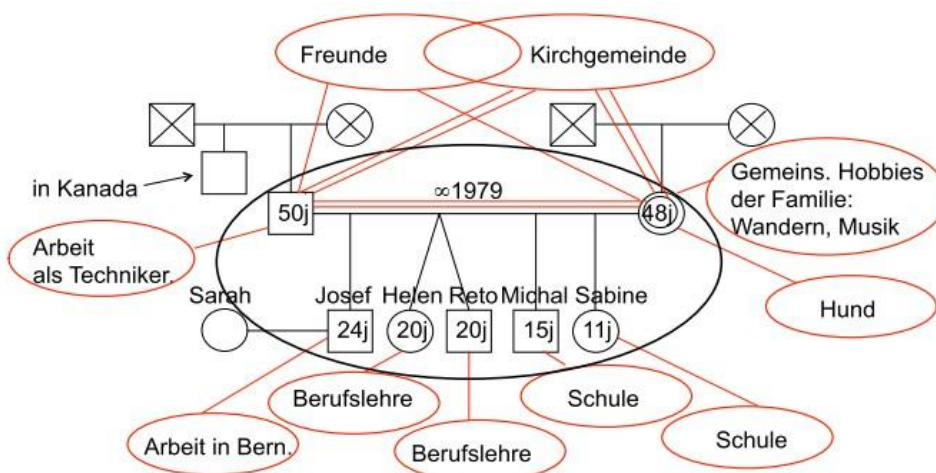 Freunde
Kirchgemeinde
in Kanada
∞1979
50j
48j
Gemeins. Hobbies
der Familie:
Wandern, Musik
Arbeit
als Techniker.
Hund
Sarah
Josef
Helen
Reto
Michal
Sabine
24j
20j
20j
15j
11j
Berufslehre
Schule
Arbeit in Bern.
Berufslehre
Schule